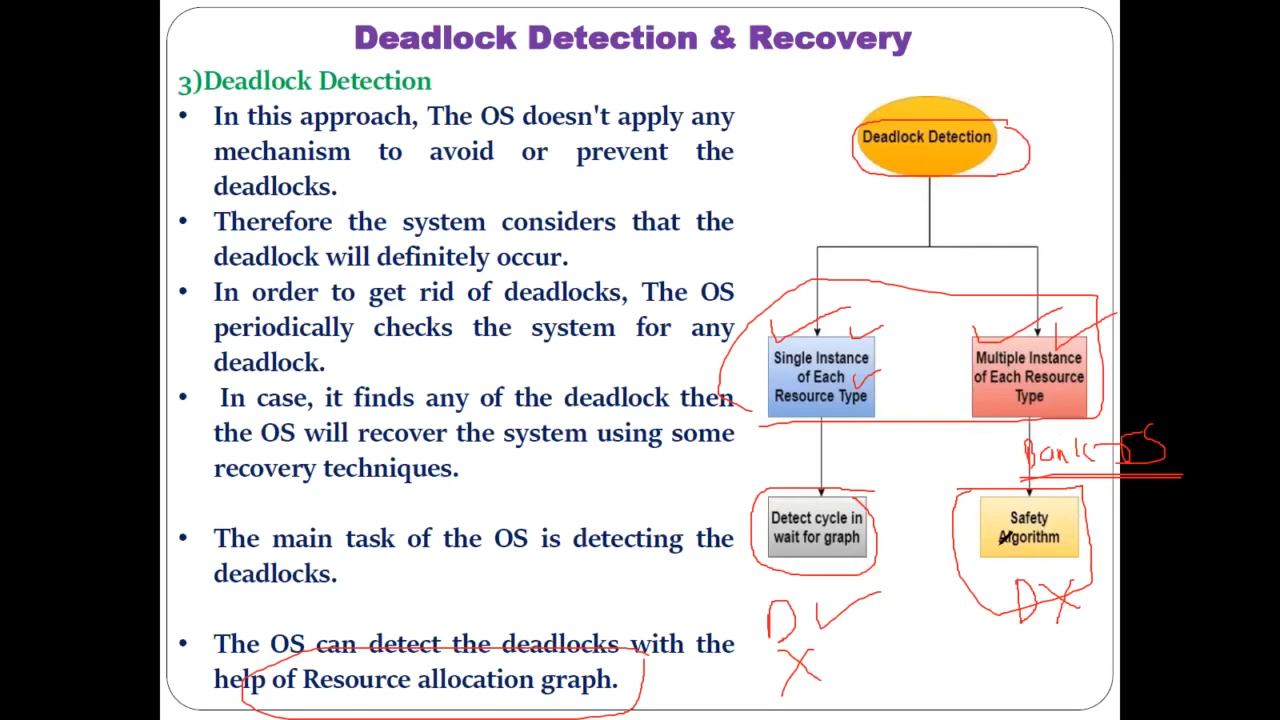 Deadlock Detection & Recovery
3)Deadlock Detection
• In this approach, The OS doesn't apply any
mechanism to avoid or prevent the
deadlocks.
• Therefore the system considers that the
deadlock will definitely occur.
• In order to get rid of deadlocks, The OS
periodically checks the system for any
deadlock.
• In case, it finds any of the deadlock then
the OS will recover the system using some
recovery techniques.
• The main task of the OS is detecting the
deadlocks.
• The OS can detect the deadlocks with the
help of Resource allocation graph.
Deadlock Detection
Single Instance
of Each
Resource Type
Multiple Instance
of Each Resource
Type
Detect cycle in
wait for graph
Safety
Algorithm
D
D